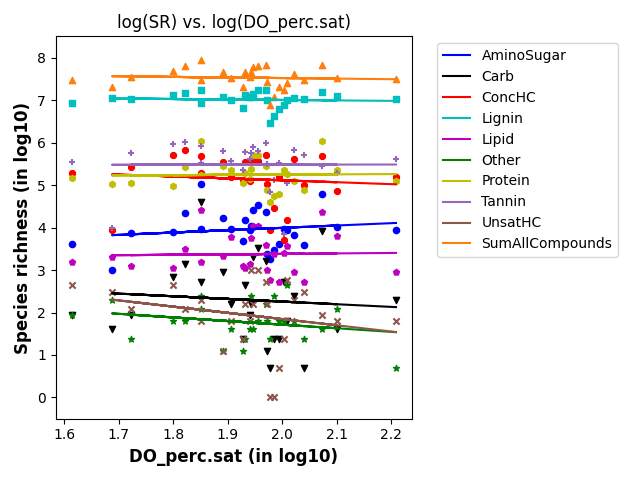 log(SR) vs. log(DO_perc.sat)
Species richness (in log10)
8
7
6
5
4
3
2
1
0
1.6 1.7 1.8 1.9 2.0 2.1 2.2
DO_perc.sat (in log10)
AminoSugar
Carb
ConcHC
Lignin
Lipid
Other
Protein
Tannin
UnsatHC
SumAllCompounds